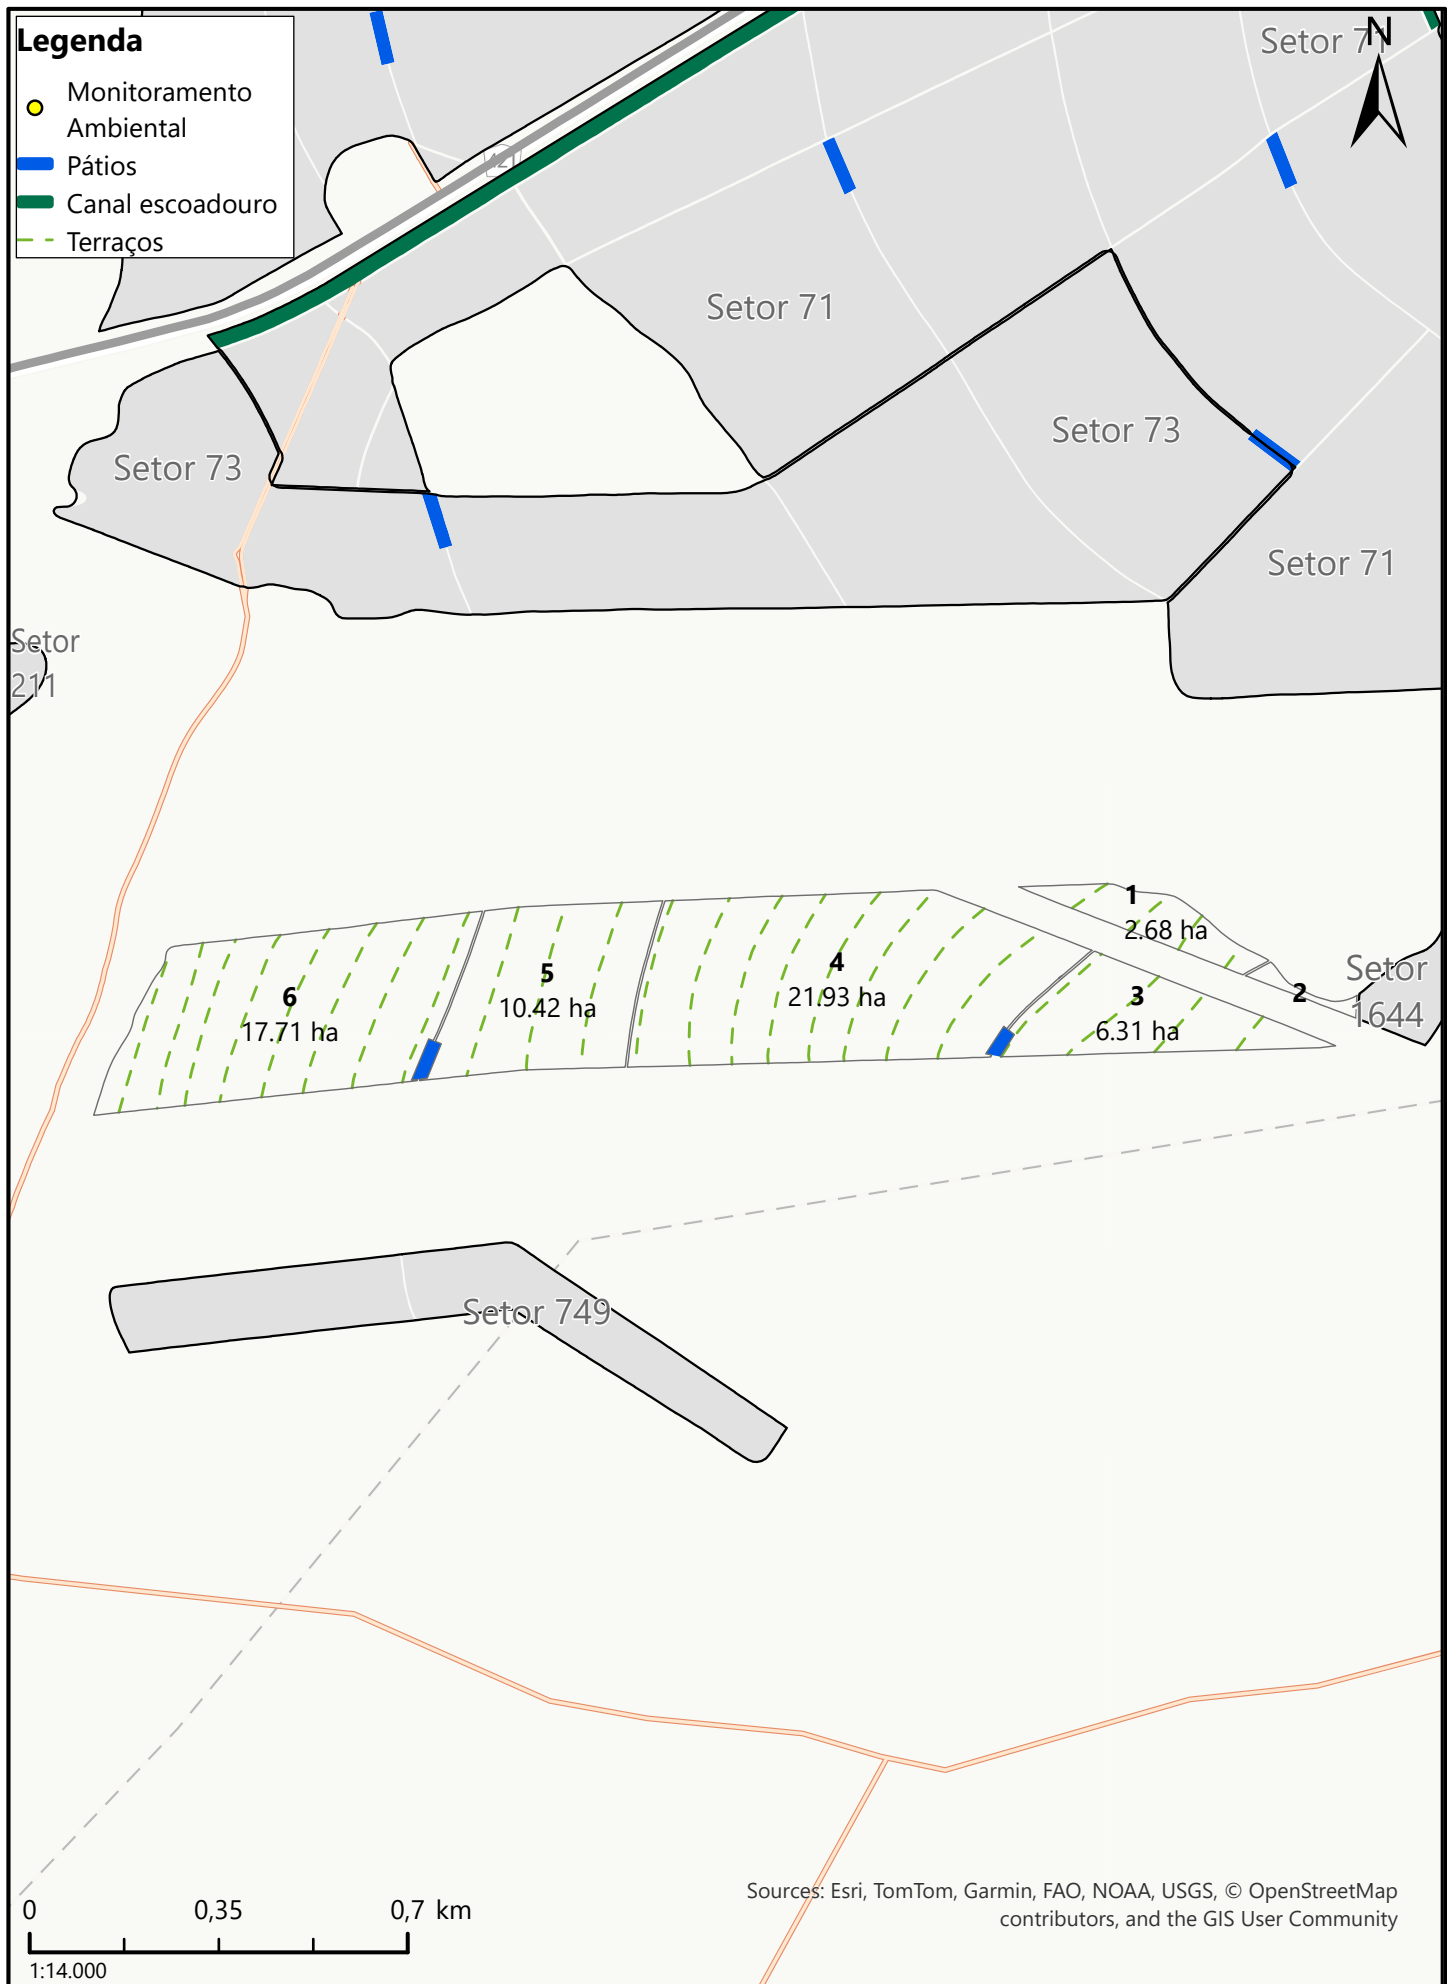 Legenda
Monitoramento
Ambiental
Pátios
Canal escoadouro
Terraços
Setor 71
N
421
Setor 71
Setor 73
Setor 73
Setor 71
Setor
211
1
2.68 ha
2
3
6.31 ha
4
21.93 ha
5
10.42 ha
6
17.71 ha
Setor
1644
Setor 749
Sources: Esri, TomTom, Garmin, FAO, NOAA, USGS, © OpenStreetMap
contributors, and the GIS User Community
0 0,35 0,7 km
1:14.000